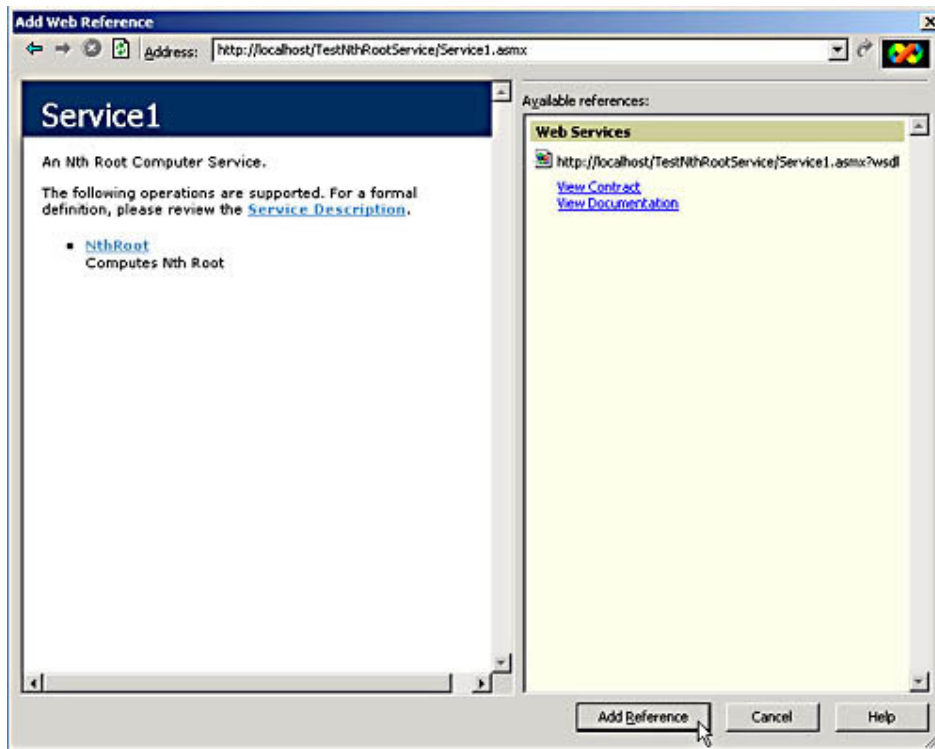 Add Web Reference
Address: http://localhost/TestNthRootService/Service1.asmx
Service1
An Nth Root Computer Service.
The following operations are supported. For a formal
definition, please review the Service Description.
NthRoot
Computes Nth Root
Available references:
Web Services
http://localhost/TestNthRootService/Service1.asmx?wsdl
View Contract
View Documentation
Add Reference
Cancel
Help